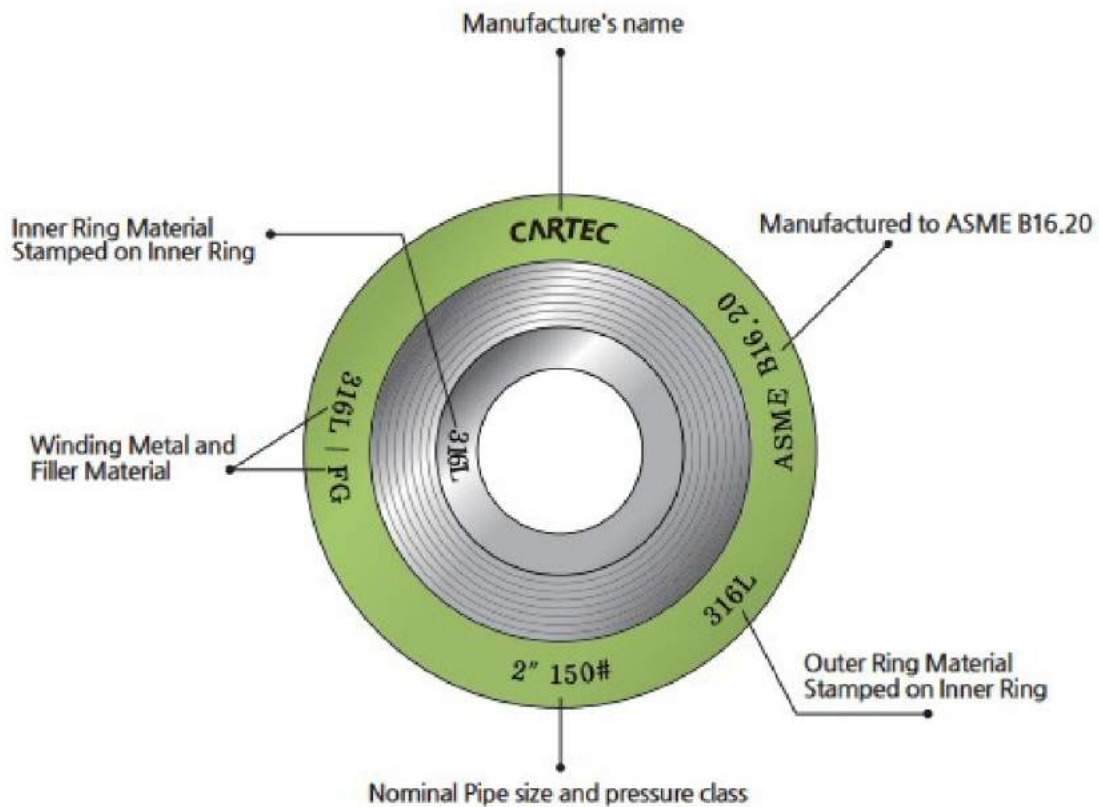 Manufacture's name
Inner Ring Material
Stamped on Inner Ring
CARTEC
Manufactured to ASME B16.20
ASME B16.20
316L | FG
316L
Winding Metal and
Filler Material
316L
2" 150#
Outer Ring Material
Stamped on Inner Ring
Nominal Pipe size and pressure class